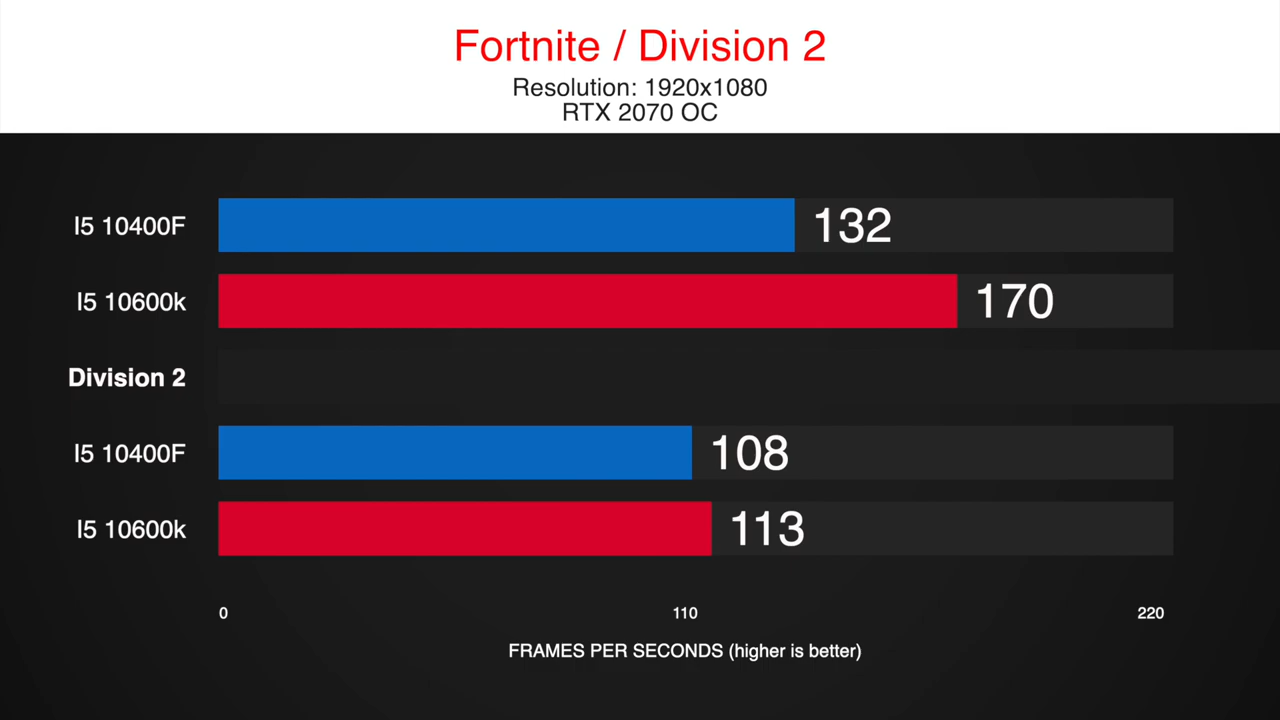 Fortnite / Division 2
Resolution: 1920x1080
RTX 2070 OC
I5 10400F 132
I5 10600k 170
Division 2
I5 10400F 108
I5 10600k 113
0 110 220
FRAMES PER SECONDS (higher is better)